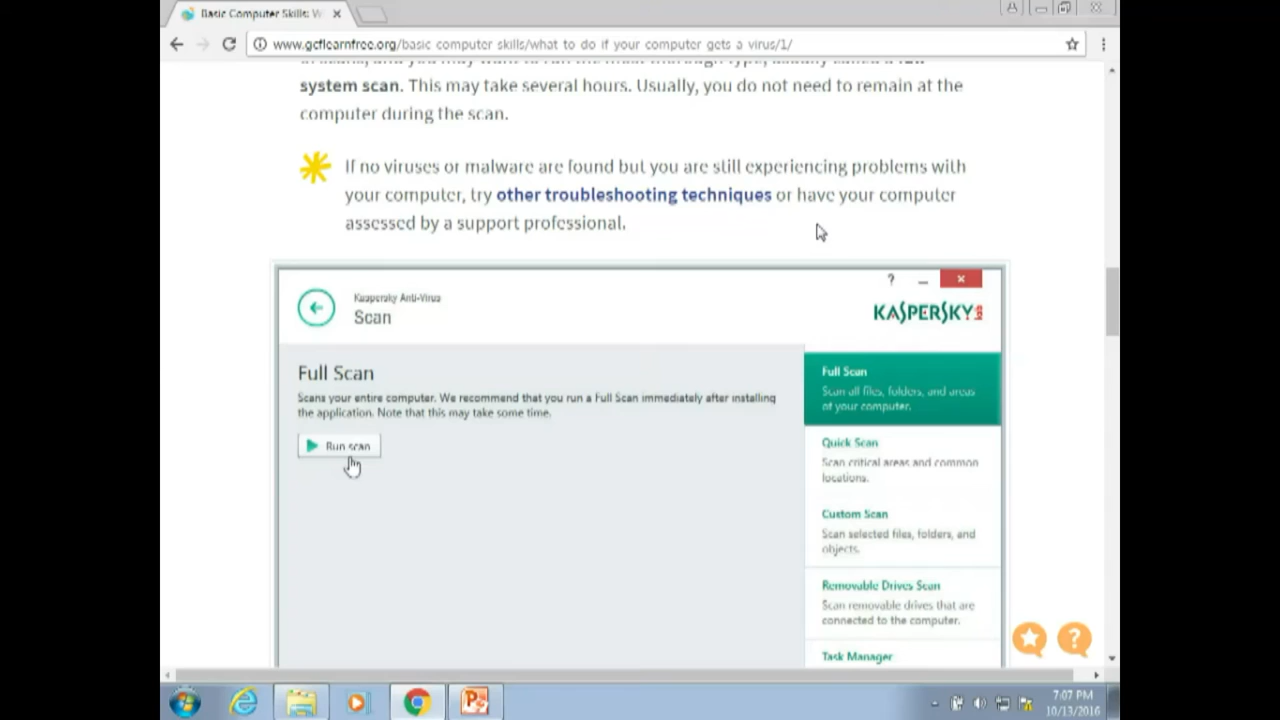 Basic Computer Skills: W
www.gcflearnfree.org/basic computer skills/what to do if your computer gets a virus/1/
system scan. This may take several hours. Usually, you do not need to remain at the
computer during the scan.
If no viruses or malware are found but you are still experiencing problems with
your computer, try other troubleshooting techniques or have your computer
assessed by a support professional.
Kaspersky Anti-Virus
Scan
?
KASPERSKY
Full Scan
Scans your entire computer. We recommend that you run a Full Scan immediately after installing
the application. Note that this may take some time.
Run scan
Full Scan
Scan all files, folders, and areas
of your computer.
Quick Scan
Scan critical areas and common
locations.
Custom Scan
Scan selected files, folders, and
objects.
Removable Drives Scan
Scan removable drives that are
connected to the computer.
Task Manager
?
7:07 PM
10/13/2016